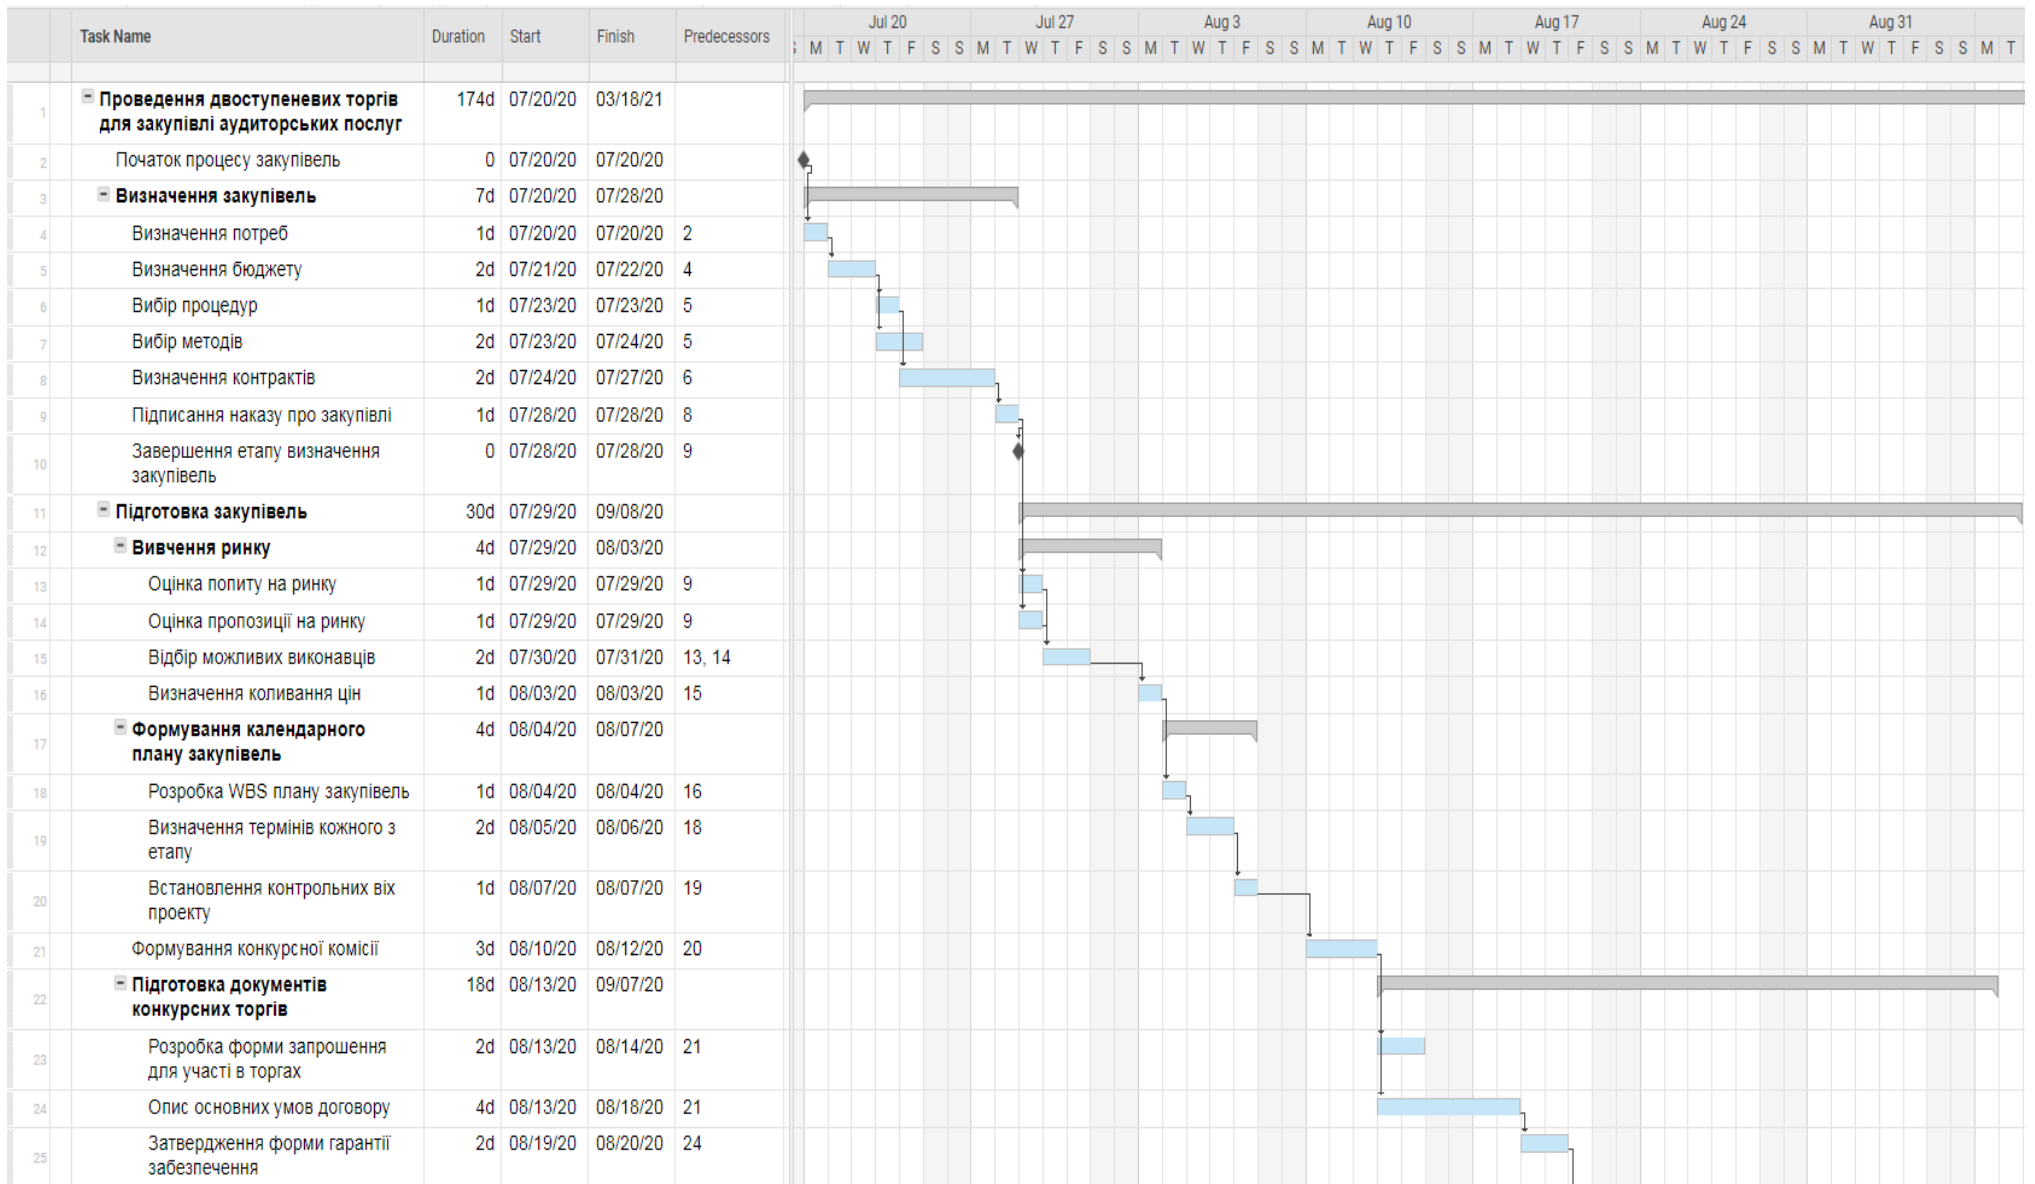 Task Name Duration Start Finish Predecessors Jul 20 Jul 27 Aug 3 Aug 10 Aug 17 Aug 24 Aug 31
M T W T F S S M T W T F S S M T W T F S S M T W T F S S M T W T F S S M T W T F S S M T W T F S S M T
1 Проведення двоступеневих торгів 174d 07/20/20 03/18/21
для закупівлі аудиторських послуг
2 Початок процесу закупівель 0 07/20/20 07/20/20
3 Визначення закупівель 7d 07/20/20 07/28/20
4 Визначення потреб 1d 07/20/20 07/20/20 2
5 Визначення бюджету 2d 07/21/20 07/22/20 4
6 Вибір процедур 1d 07/23/20 07/23/20 5
7 Вибір методів 2d 07/23/20 07/24/20 5
8 Визначення контрактів 2d 07/24/20 07/27/20 6
9 Підписання наказу про закупівлі 1d 07/28/20 07/28/20 8
10 Завершення етапу визначення 0 07/28/20 07/28/20 9
закупівель
11 Підготовка закупівель 30d 07/29/20 09/08/20
12 Вивчення ринку 4d 07/29/20 08/03/20
13 Оцінка попиту на ринку 1d 07/29/20 07/29/20 9
14 Оцінка пропозиції на ринку 1d 07/29/20 07/29/20 9
15 Відбір можливих виконавців 2d 07/30/20 07/31/20 13, 14
16 Визначення коливання цін 1d 08/03/20 08/03/20 15
17 Формування календарного 4d 08/04/20 08/07/20
плану закупівель
18 Розробка WBS плану закупівель 1d 08/04/20 08/04/20 16
19 Визначення термінів кожного з 2d 08/05/20 08/06/20 18
етапу
20 Встановлення контрольних віх 1d 08/07/20 08/07/20 19
проекту
21 Формування конкурсної комісії 3d 08/10/20 08/12/20 20
22 Підготовка документів 18d 08/13/20 09/07/20
конкурсних торгів
23 Розробка форми запрошення 2d 08/13/20 08/14/20 21
для участі в торгах
24 Опис основних умов договору 4d 08/13/20 08/18/20 21
25 Затвердження форми гарантії 2d 08/19/20 08/20/20 24
забезпечення